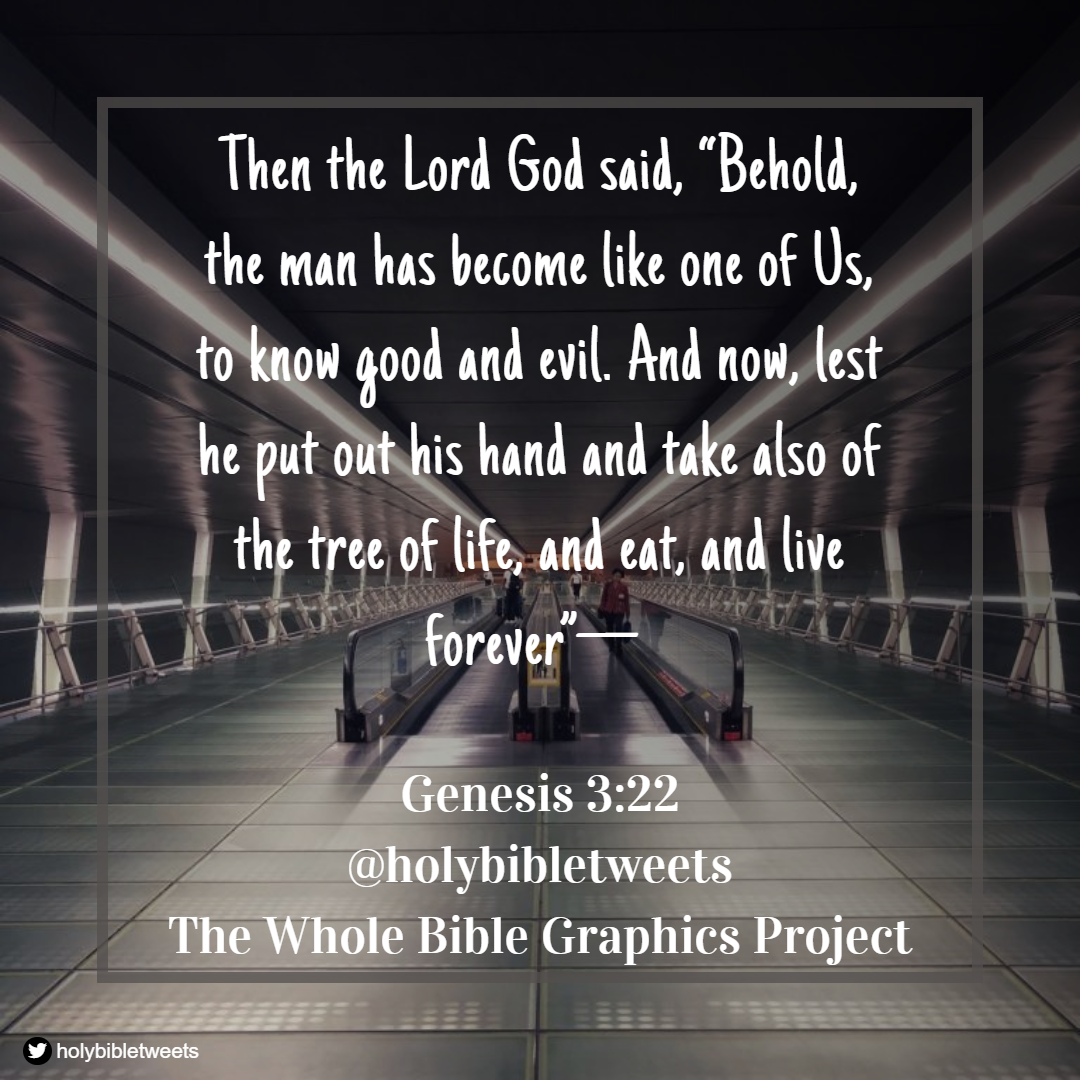 Then the Lord God said, “Behold,
the man has become like one of Us,
to know good and evil. And now, lest
he put out his hand and take also of
the tree of life, and eat, and live
forever”—
Genesis 3:22
@holybibletweets
The Whole Bible Graphics Project
holybibletweets